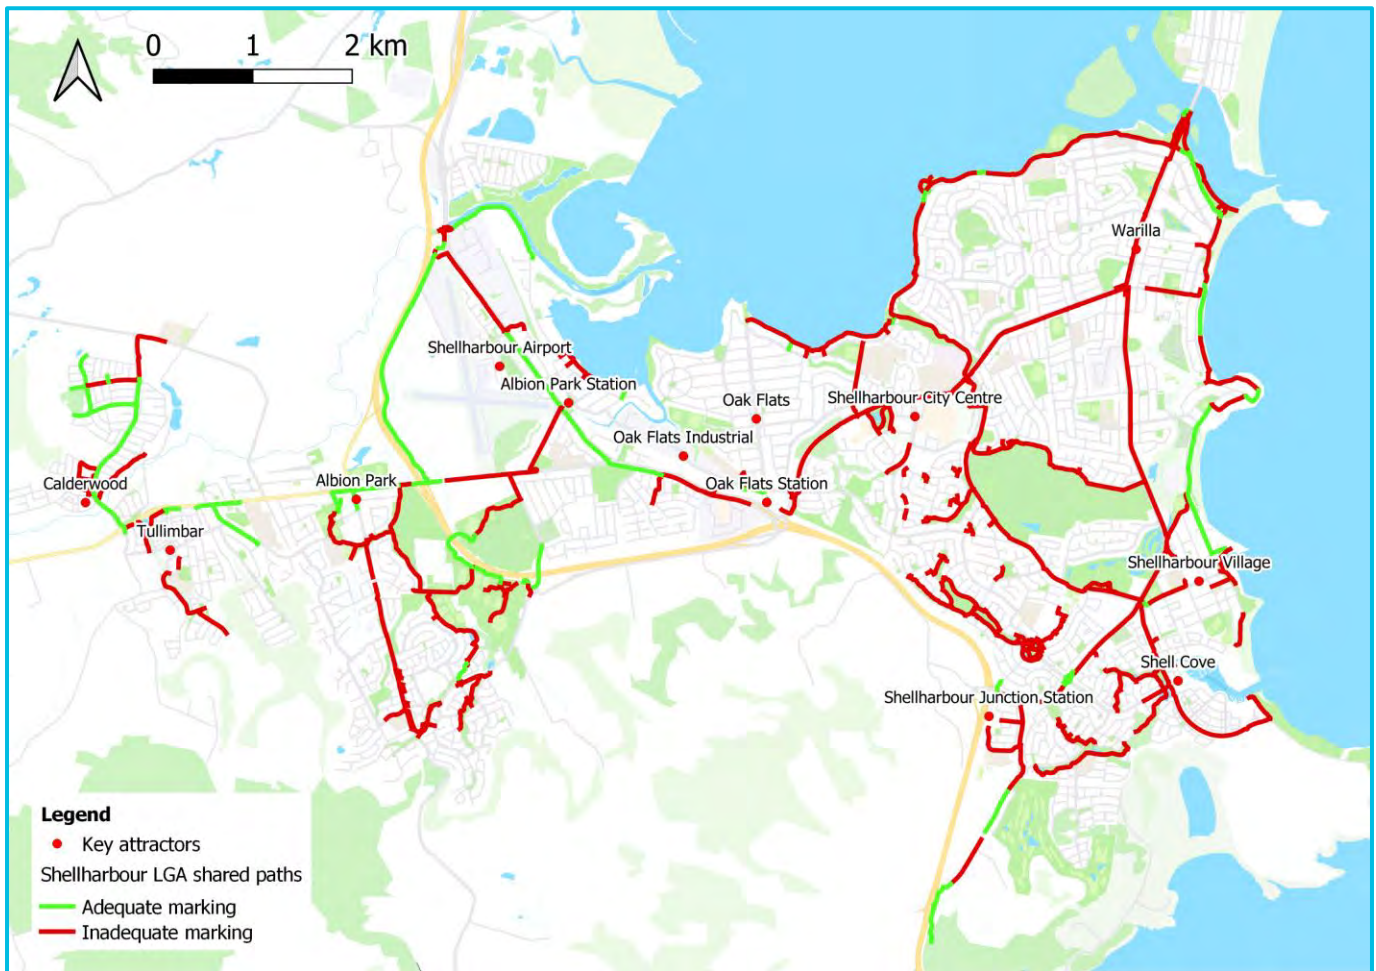 0 1 2 km
Warilla
Shellharbour Airport
Albion Park Station
Oak Flats
Shellharbour City Centre
Oak Flats Industrial
Calderwood
Albion Park
Oak Flats Station
Tullimbar
Shellharbour Village
Shell Cove
Shellharbour Junction Station
Legend
Key attractors
Shellharbour LGA shared paths
Adequate marking
Inadequate marking